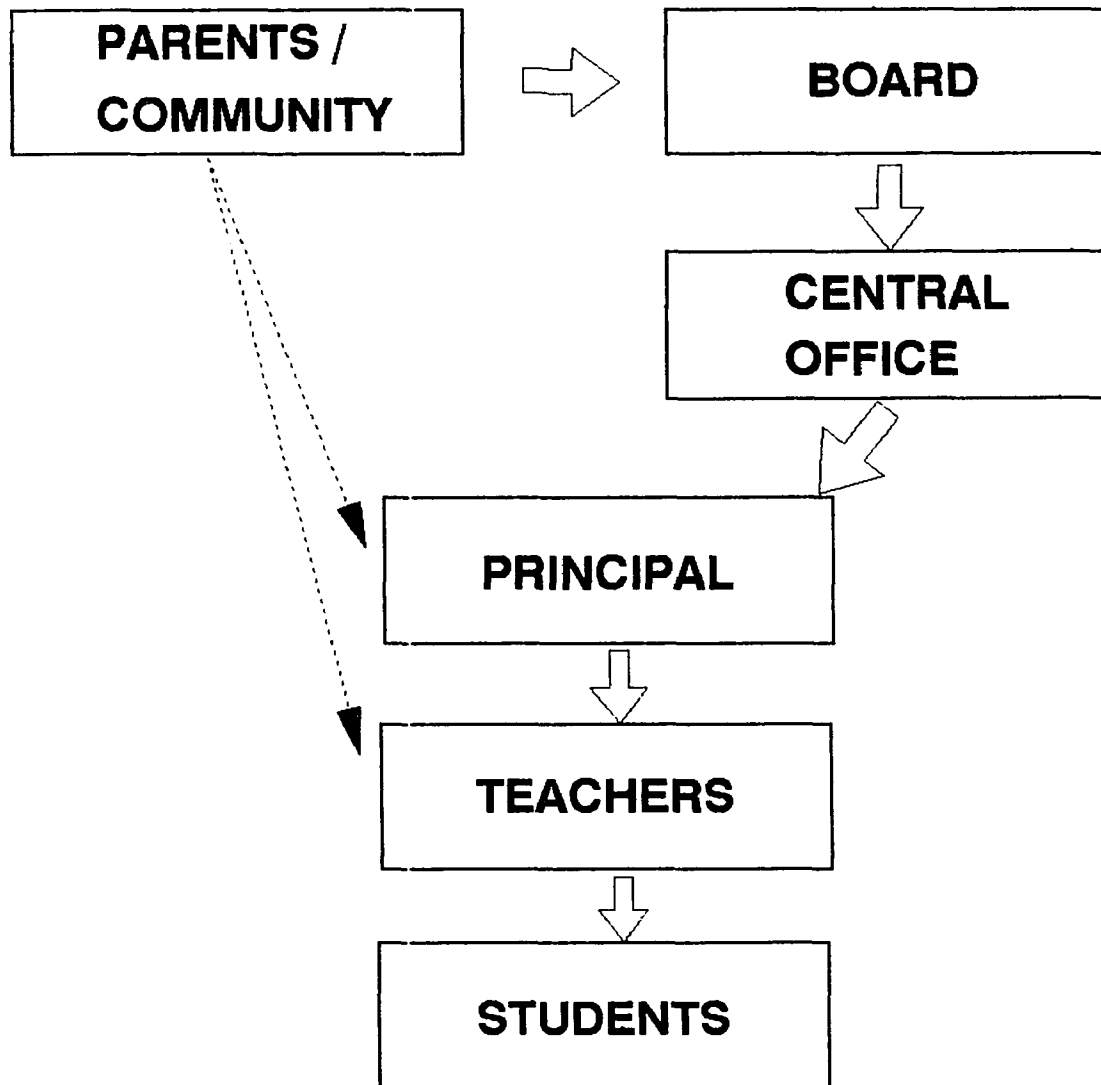 PARENTS /
COMMUNITY
BOARD
CENTRAL
OFFICE
PRINCIPAL
TEACHERS
STUDENTS